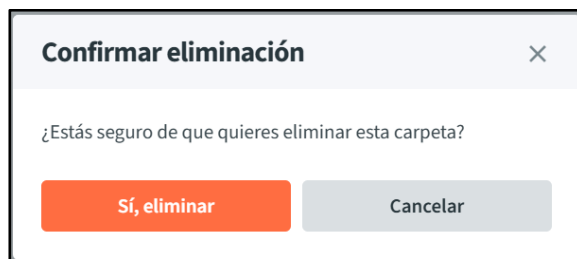 Confirmar eliminación
¿Estás seguro de que quieres eliminar esta carpeta?
Sí, eliminar
Cancelar